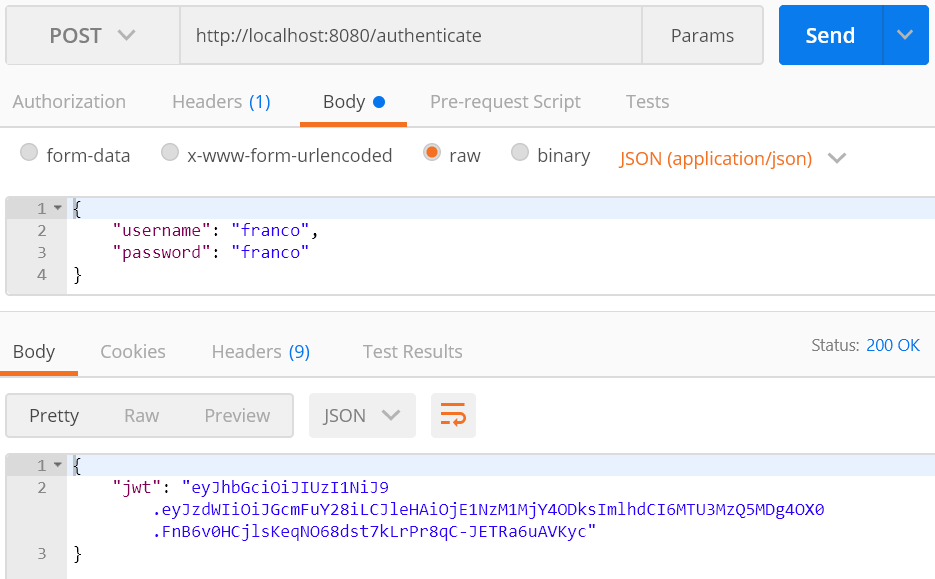 POST http://localhost:8080/authenticate Params Send
Authorization Headers (1) Body Pre-request Script Tests
form-data x-www-form-urlencoded raw binary JSON (application/json)
1 {
2 "username": "franco",
3 "password": "franco"
4 }
Body Cookies Headers (9) Test Results Status: 200 OK
Pretty Raw Preview JSON
1 {
2 "jwt": "eyJhbGciOiJIUzI1NiJ9
.eyJzdWIiOiJGcmFuY28iLCJleHAiOjE1NzM1MjY4ODksImlhdCI6MTU3MzQ5MDg4OX0
.FnB6v0HCjlsKeqNO68dst7kLrPr8qC-JETRa6uAVKyc"
3 }